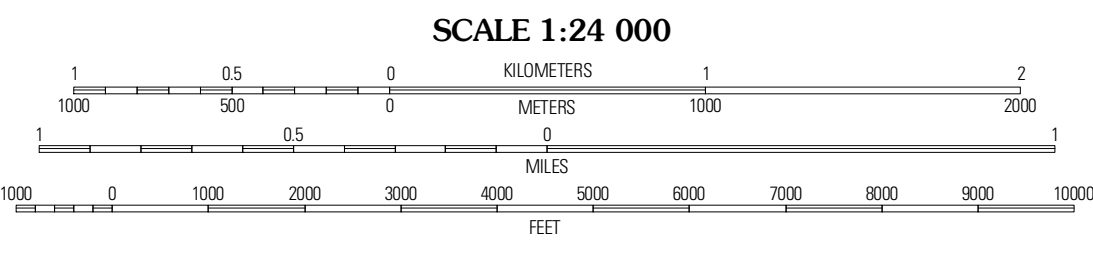 SCALE 1:24 000
1 0.5 0 KILOMETERS 1 2
1000 500 0 METERS 1000 2000
1 0.5 0 1
MILES
1000 0 1000 2000 3000 4000 5000 6000 7000 8000 9000 10000
FEET